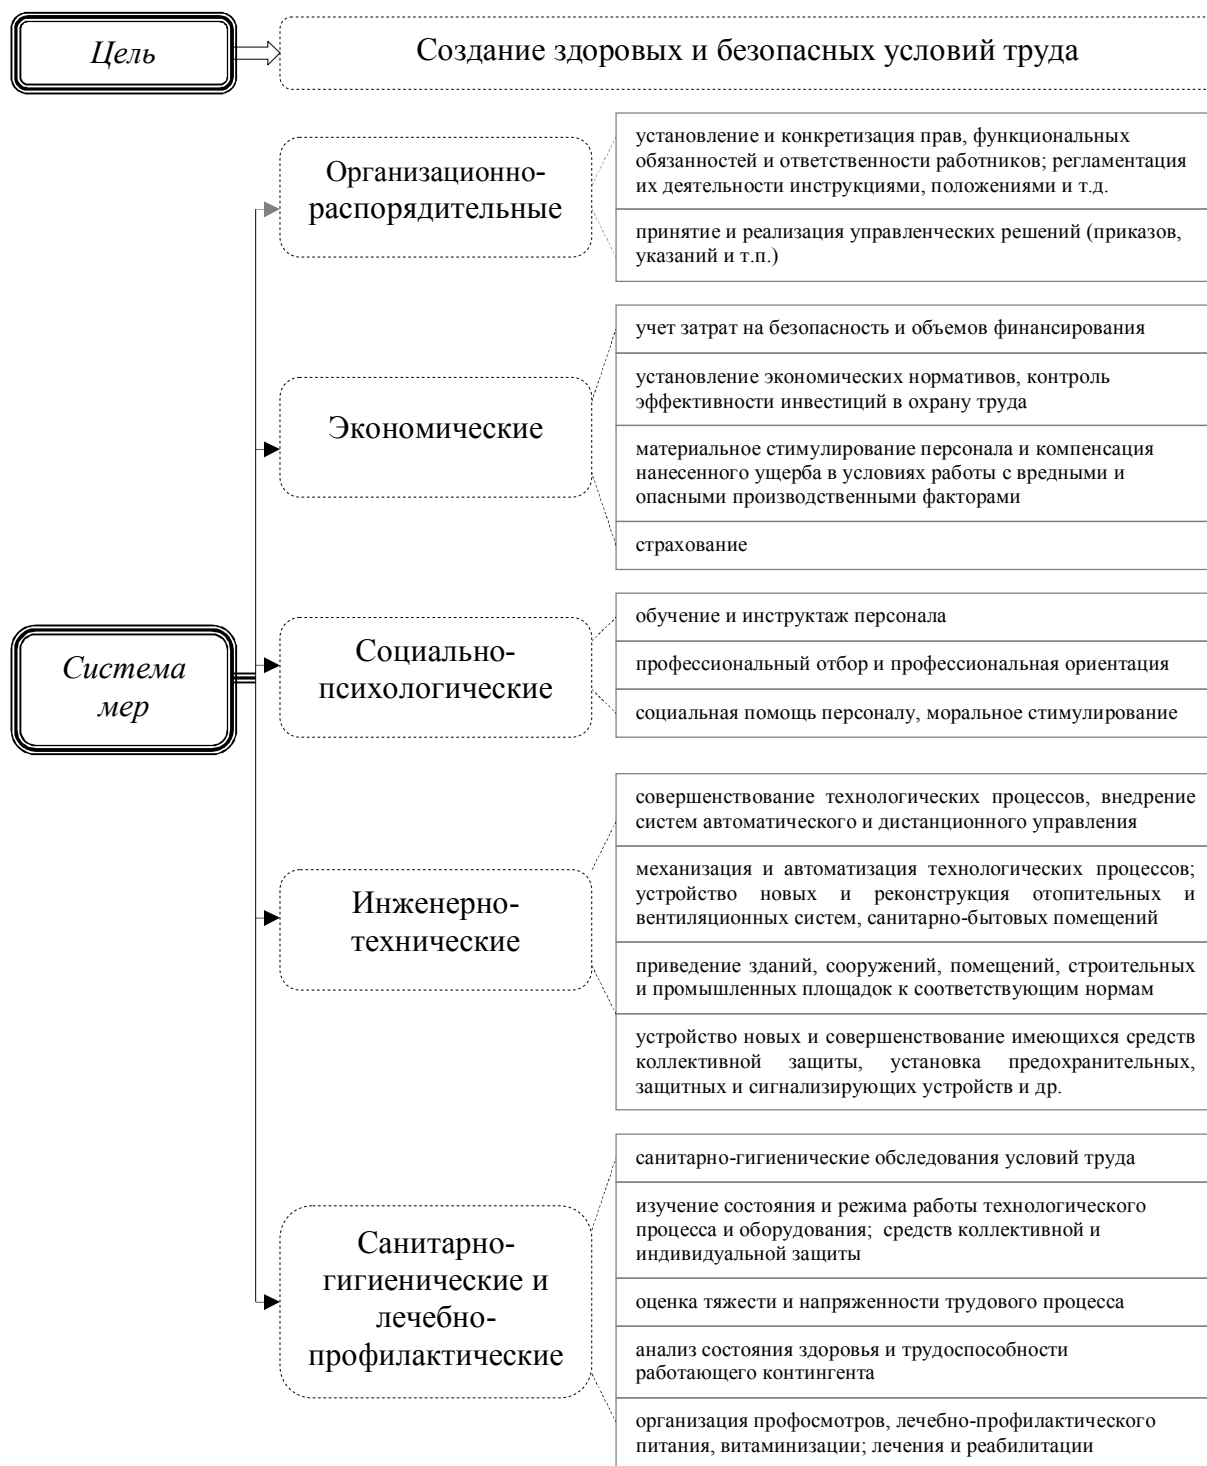 Цель
Создание здоровых и безопасных условий труда
Организационно-
распорядительные
установление и конкретизация прав, функциональных
обязанностей и ответственности работников; регламентация
их деятельности инструкциями, положениями и т.д.
принятие и реализация управленческих решений (приказов,
указаний и т.п.)
Экономические
учет затрат на безопасность и объемов финансирования
установление экономических нормативов, контроль
эффективности инвестиций в охрану труда
материальное стимулирование персонала и компенсация
нанесенного ущерба в условиях работы с вредными и
опасными производственными факторами
страхование
Система
мер
Социально-
психологические
обучение и инструктаж персонала
профессиональный отбор и профессиональная ориентация
социальная помощь персоналу, моральное стимулирование
Инженерно-
технические
совершенствование технологических процессов, внедрение
систем автоматического и дистанционного управления
механизация и автоматизация технологических процессов;
устройство новых и реконструкция отопительных и
вентиляционных систем, санитарно-бытовых помещений
приведение зданий, сооружений, помещений, строительных
и промышленных площадок к соответствующим нормам
устройство новых и совершенствование имеющихся средств
коллективной защиты, установка предохранительных,
защитных и сигнализирующих устройств и др.
Санитарно-
гигиенические и
лечебно-
профилактические
санитарно-гигиенические обследования условий труда
изучение состояния и режима работы технологического
процесса и оборудования; средств коллективной и
индивидуальной защиты
оценка тяжести и напряженности трудового процесса
анализ состояния здоровья и трудоспособности
работающего контингента
организация профосмотров, лечебно-профилактического
питания, витаминизации; лечения и реабилитации